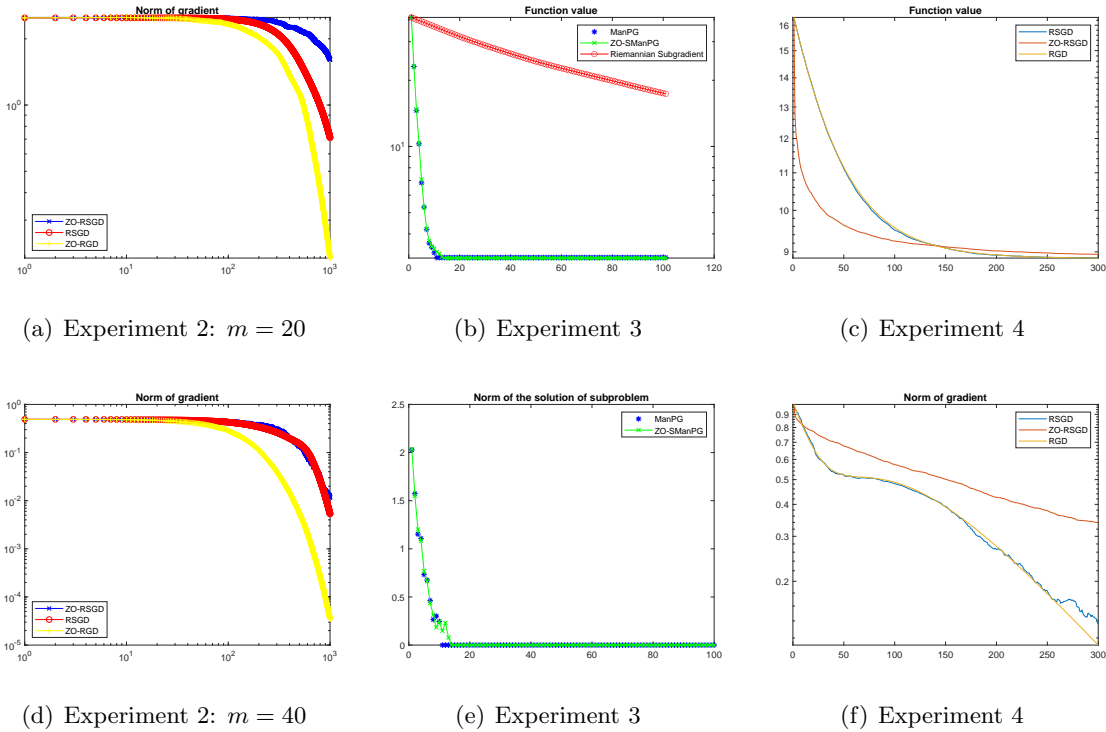 Norm of gradient
10^0
ZO-RSGD
RSGD
ZO-RGD
10^0 10^1 10^2 10^3
(a) Experiment 2: m = 20
Function value
ManPG
ZO-SManPG
Riemannian Subgradient
10^1
0 20 40 60 80 100 120
(b) Experiment 3
Function value
RSGD
ZO-RSGD
RGD
16
15
14
13
12
11
10
9
0 50 100 150 200 250 300
(c) Experiment 4
Norm of gradient
10^0
10^-1
10^-2
10^-3
10^-4
10^-5
ZO-RSGD
RSGD
ZO-RGD
10^0 10^1 10^2 10^3
(d) Experiment 2: m = 40
Norm of the solution of subproblem
ManPG
ZO-SManPG
2.5
2
1.5
1
0.5
0
0 20 40 60 80 100
(e) Experiment 3
Norm of gradient
RSGD
ZO-RSGD
RGD
0.9
0.8
0.7
0.6
0.5
0.4
0.3
0.2
0 50 100 150 200 250 300
(f) Experiment 4